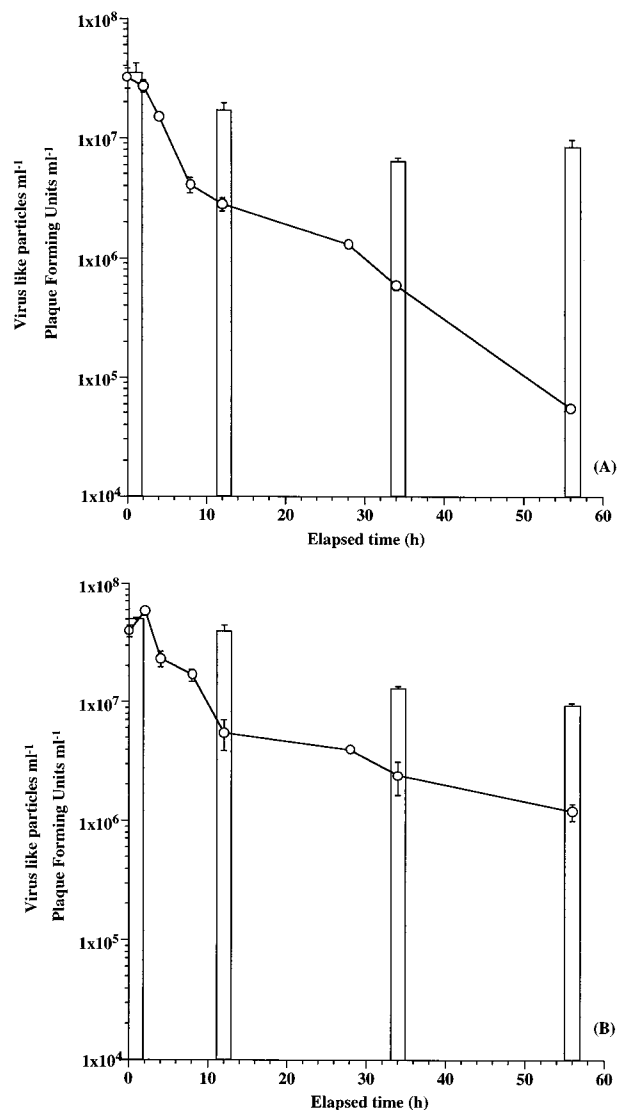 1x10⁸
1x10⁷
1x10⁶
1x10⁵
1x10⁴
Virus like particles ml⁻¹
Plaque Forming Units ml⁻¹
0 10 20 30 40 50 60
Elapsed time (h)
(A)
1x10⁸
1x10⁷
1x10⁶
1x10⁵
1x10⁴
Virus like particles ml⁻¹
Plaque Forming Units ml⁻¹
0 10 20 30 40 50 60
Elapsed time (h)
(B)